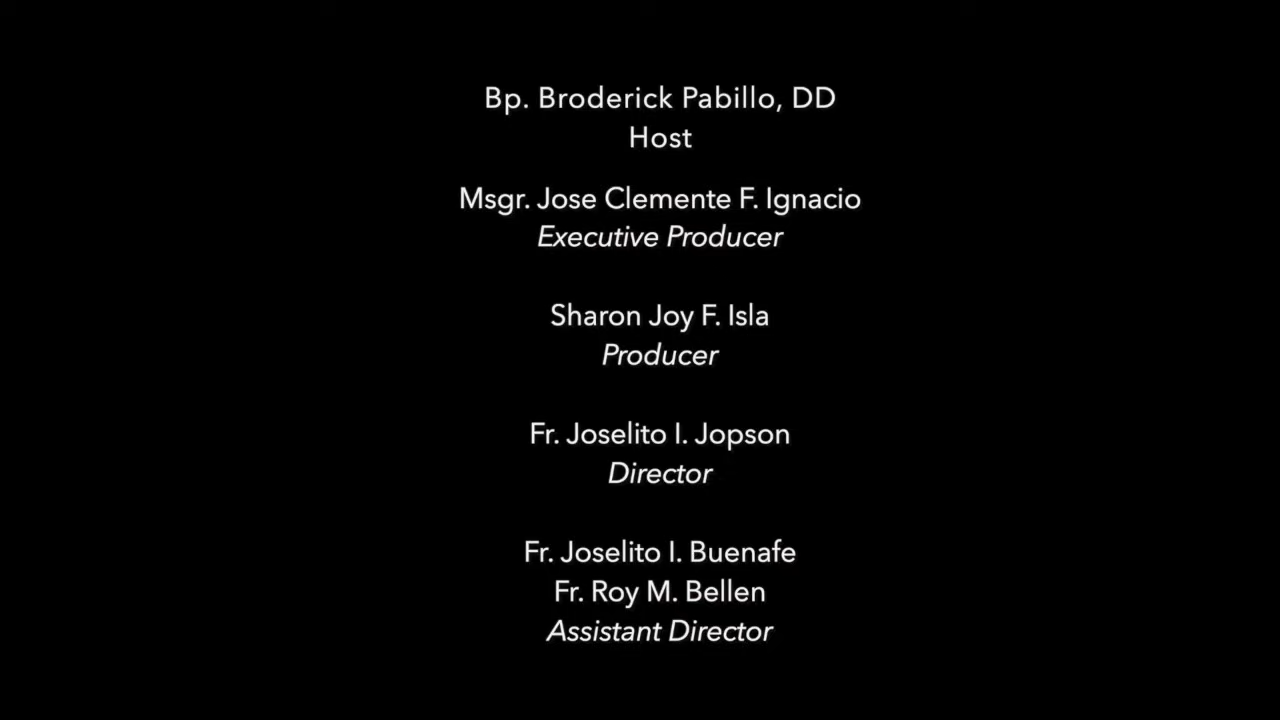 Bp. Broderick Pabillo, DD
Host
Msgr. Jose Clemente F. Ignacio
Executive Producer
Sharon Joy F. Isla
Producer
Fr. Joselito I. Jopson
Director
Fr. Joselito I. Buenafe
Fr. Roy M. Bellen
Assistant Director